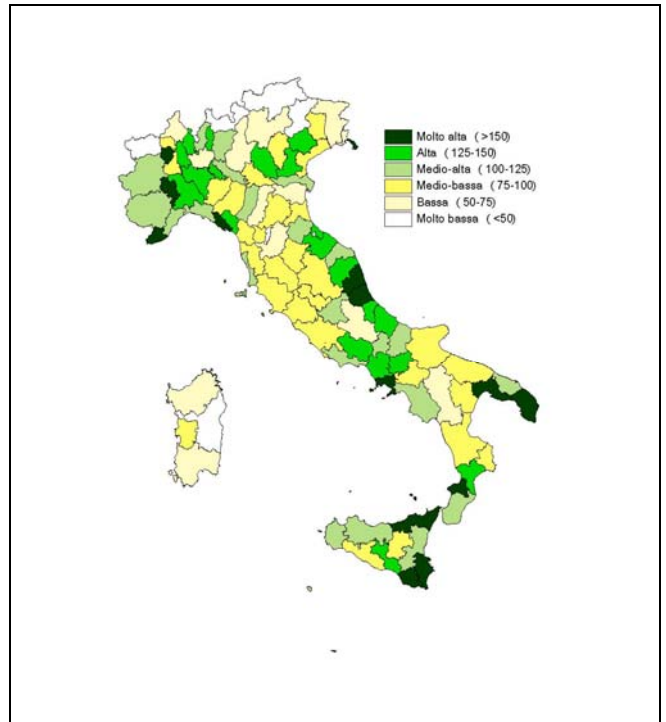 Molto alta (>150)
Alta (125-150)
Medio-alta (100-125)
Medio-bassa (75-100)
Bassa (50-75)
Molto bassa (<50)